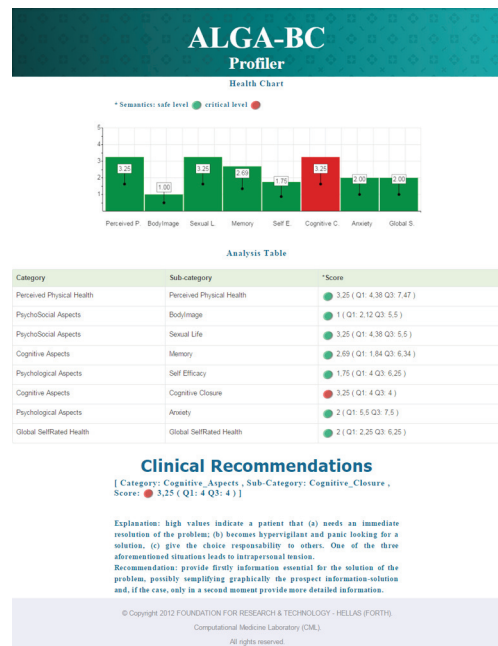 ALGA-BC
Profiler
Health Chart
* Semantics: safe level critical level
5
4
3
2
1
3.25
1.00
3.25
2.69
1.75
3.25
2.00
2.00
Perceived P. BodyImage Sexual L. Memory Self E. Cognitive C. Anxiety Global S.
Analysis Table
Category Sub-category *Score
Perceived Physical Health Perceived Physical Health 3,25 ( Q1: 4,38 Q3: 7,47 )
PsychoSocial Aspects BodyImage 1 ( Q1: 2,12 Q3: 5,5 )
PsychoSocial Aspects Sexual Life 3,25 ( Q1: 4,38 Q3: 5,5 )
Cognitive Aspects Memory 2,69 ( Q1: 1,84 Q3: 6,34 )
Psychological Aspects Self Efficacy 1,75 ( Q1: 4 Q3: 6,25 )
Cognitive Aspects Cognitive Closure 3,25 ( Q1: 4 Q3: 4 )
Psychological Aspects Anxiety 2 ( Q1: 5,5 Q3: 7,5 )
Global SelfRated Health Global SelfRated Health 2 ( Q1: 2,25 Q3: 6,25 )
Clinical Recommendations
[ Category: Cognitive_Aspects , Sub-Category: Cognitive_Closure ,
Score: 3,25 ( Q1: 4 Q3: 4 ) ]
Explanation: high values indicate a patient that (a) needs an immediate
resolution of the problem; (b) becomes hypervigilant and panic looking for a
solution, (c) give the choice responsability to others. One of the three
aforementioned situations leads to intrapersonal tension.
Recommendation: provide firstly information essential for the solution of the
problem, possibly semplifying graphically the prospect information-solution
and, if the case, only in a second moment provide more detailed information.
© Copyright 2012 FOUNDATION FOR RESEARCH & TECHNOLOGY - HELLAS (FORTH).
Computational Medicine Laboratory (CML).
All rights reserved.